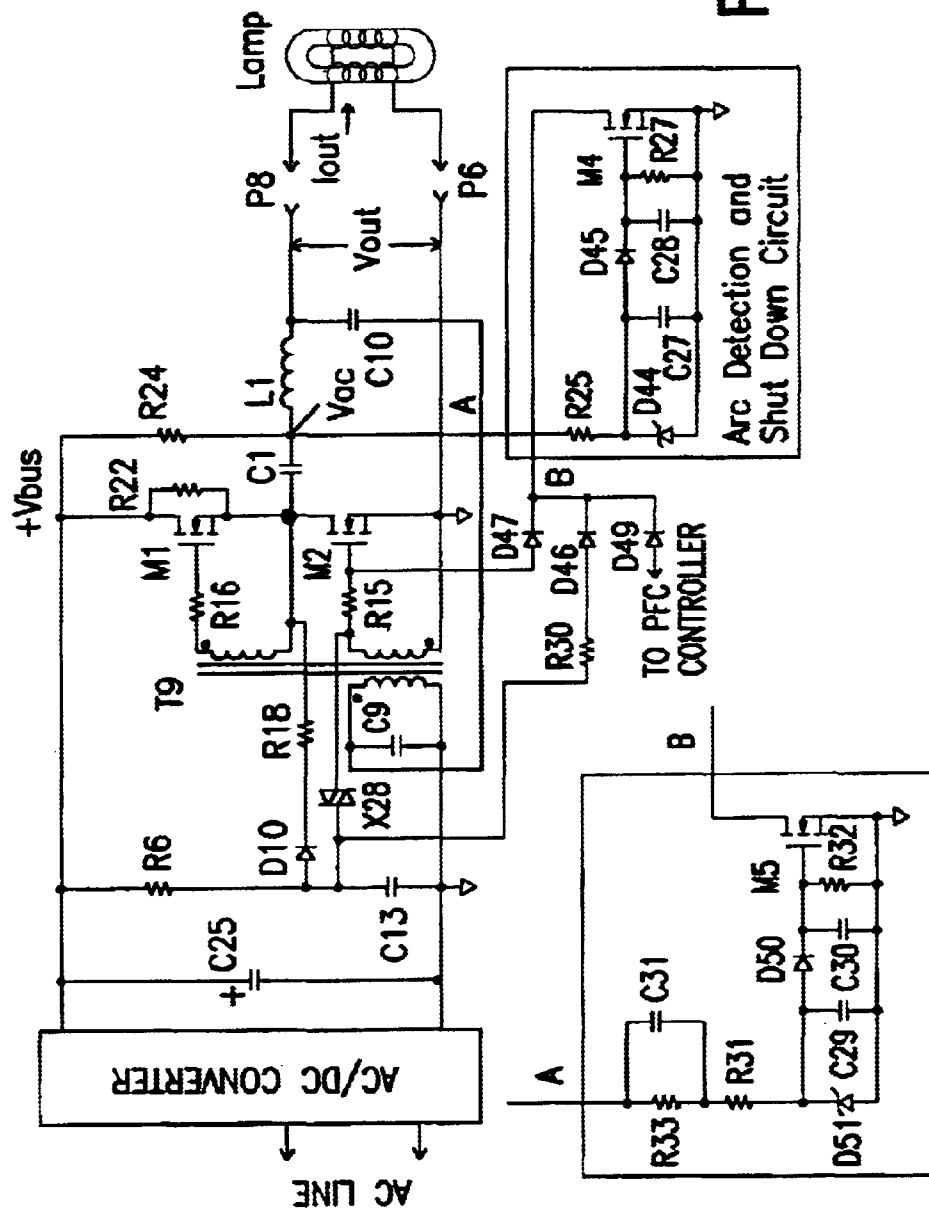 +Vbus
R22
R24
M1
R16
T9
C1
L1
Vac
P8
Lamp
Iout
Vout
P6
C10
A
M2
R15
R18
C9
X28
R6
D10
C13
C25
+
AC/DC CONVERTER
AC LINE
D47
D46
D49
B
R30
TO PFC
CONTROLLER
R25
D44
C27
D45
C28
M4
R27
Arc Detection and
Shut Down Circuit
A
B
R33
C31
R31
D51
C29
D50
C30
M5
R32